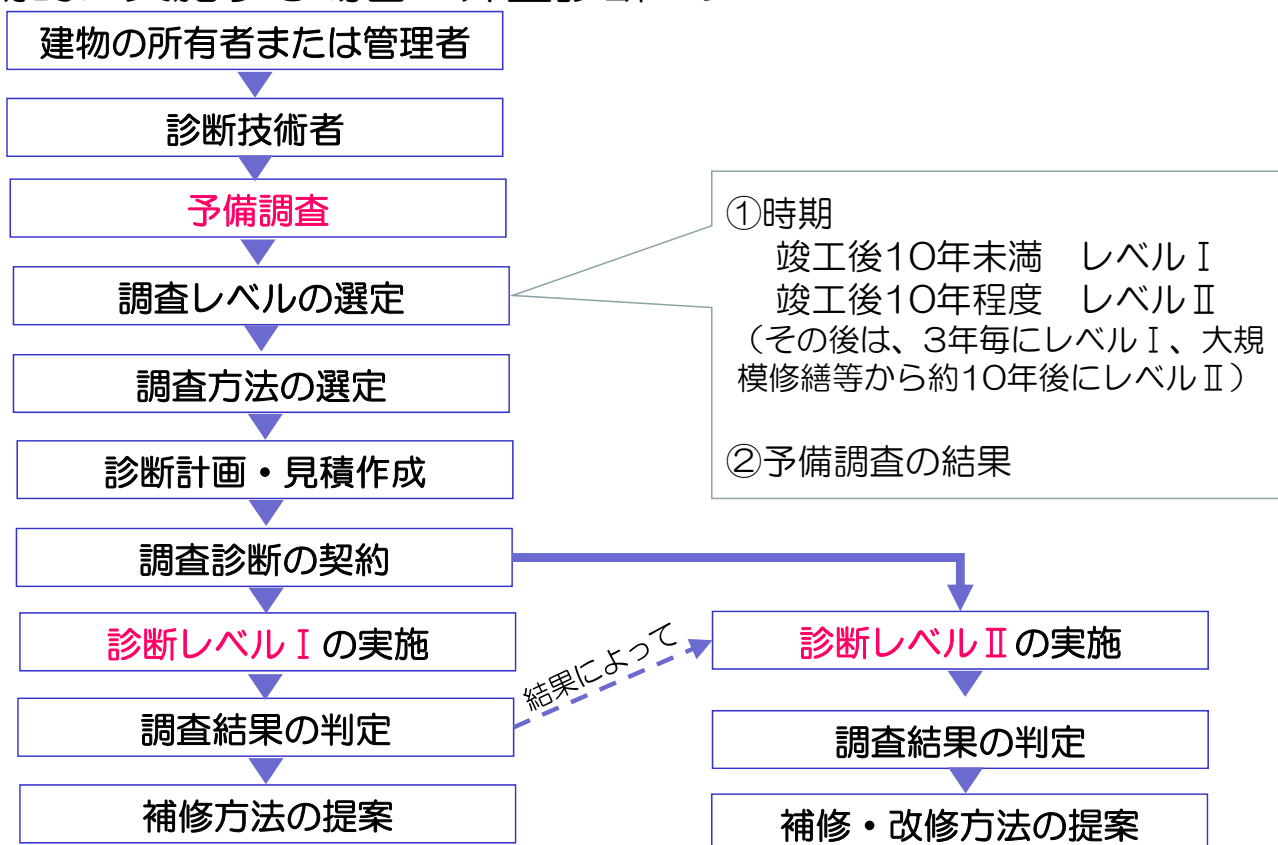 建物の所有者または管理者
診断技術者
予備調査
調査レベルの選定
調査方法の選定
診断計画・見積作成
調査診断の契約
診断レベルⅠの実施
調査結果の判定
補修方法の提案
①時期
竣工後10年未満　レベルⅠ
竣工後10年程度　レベルⅡ
（その後は、3年毎にレベルⅠ、大規
模修繕等から約10年後にレベルⅡ）
②予備調査の結果
結果によって
診断レベルⅡの実施
調査結果の判定
補修・改修方法の提案